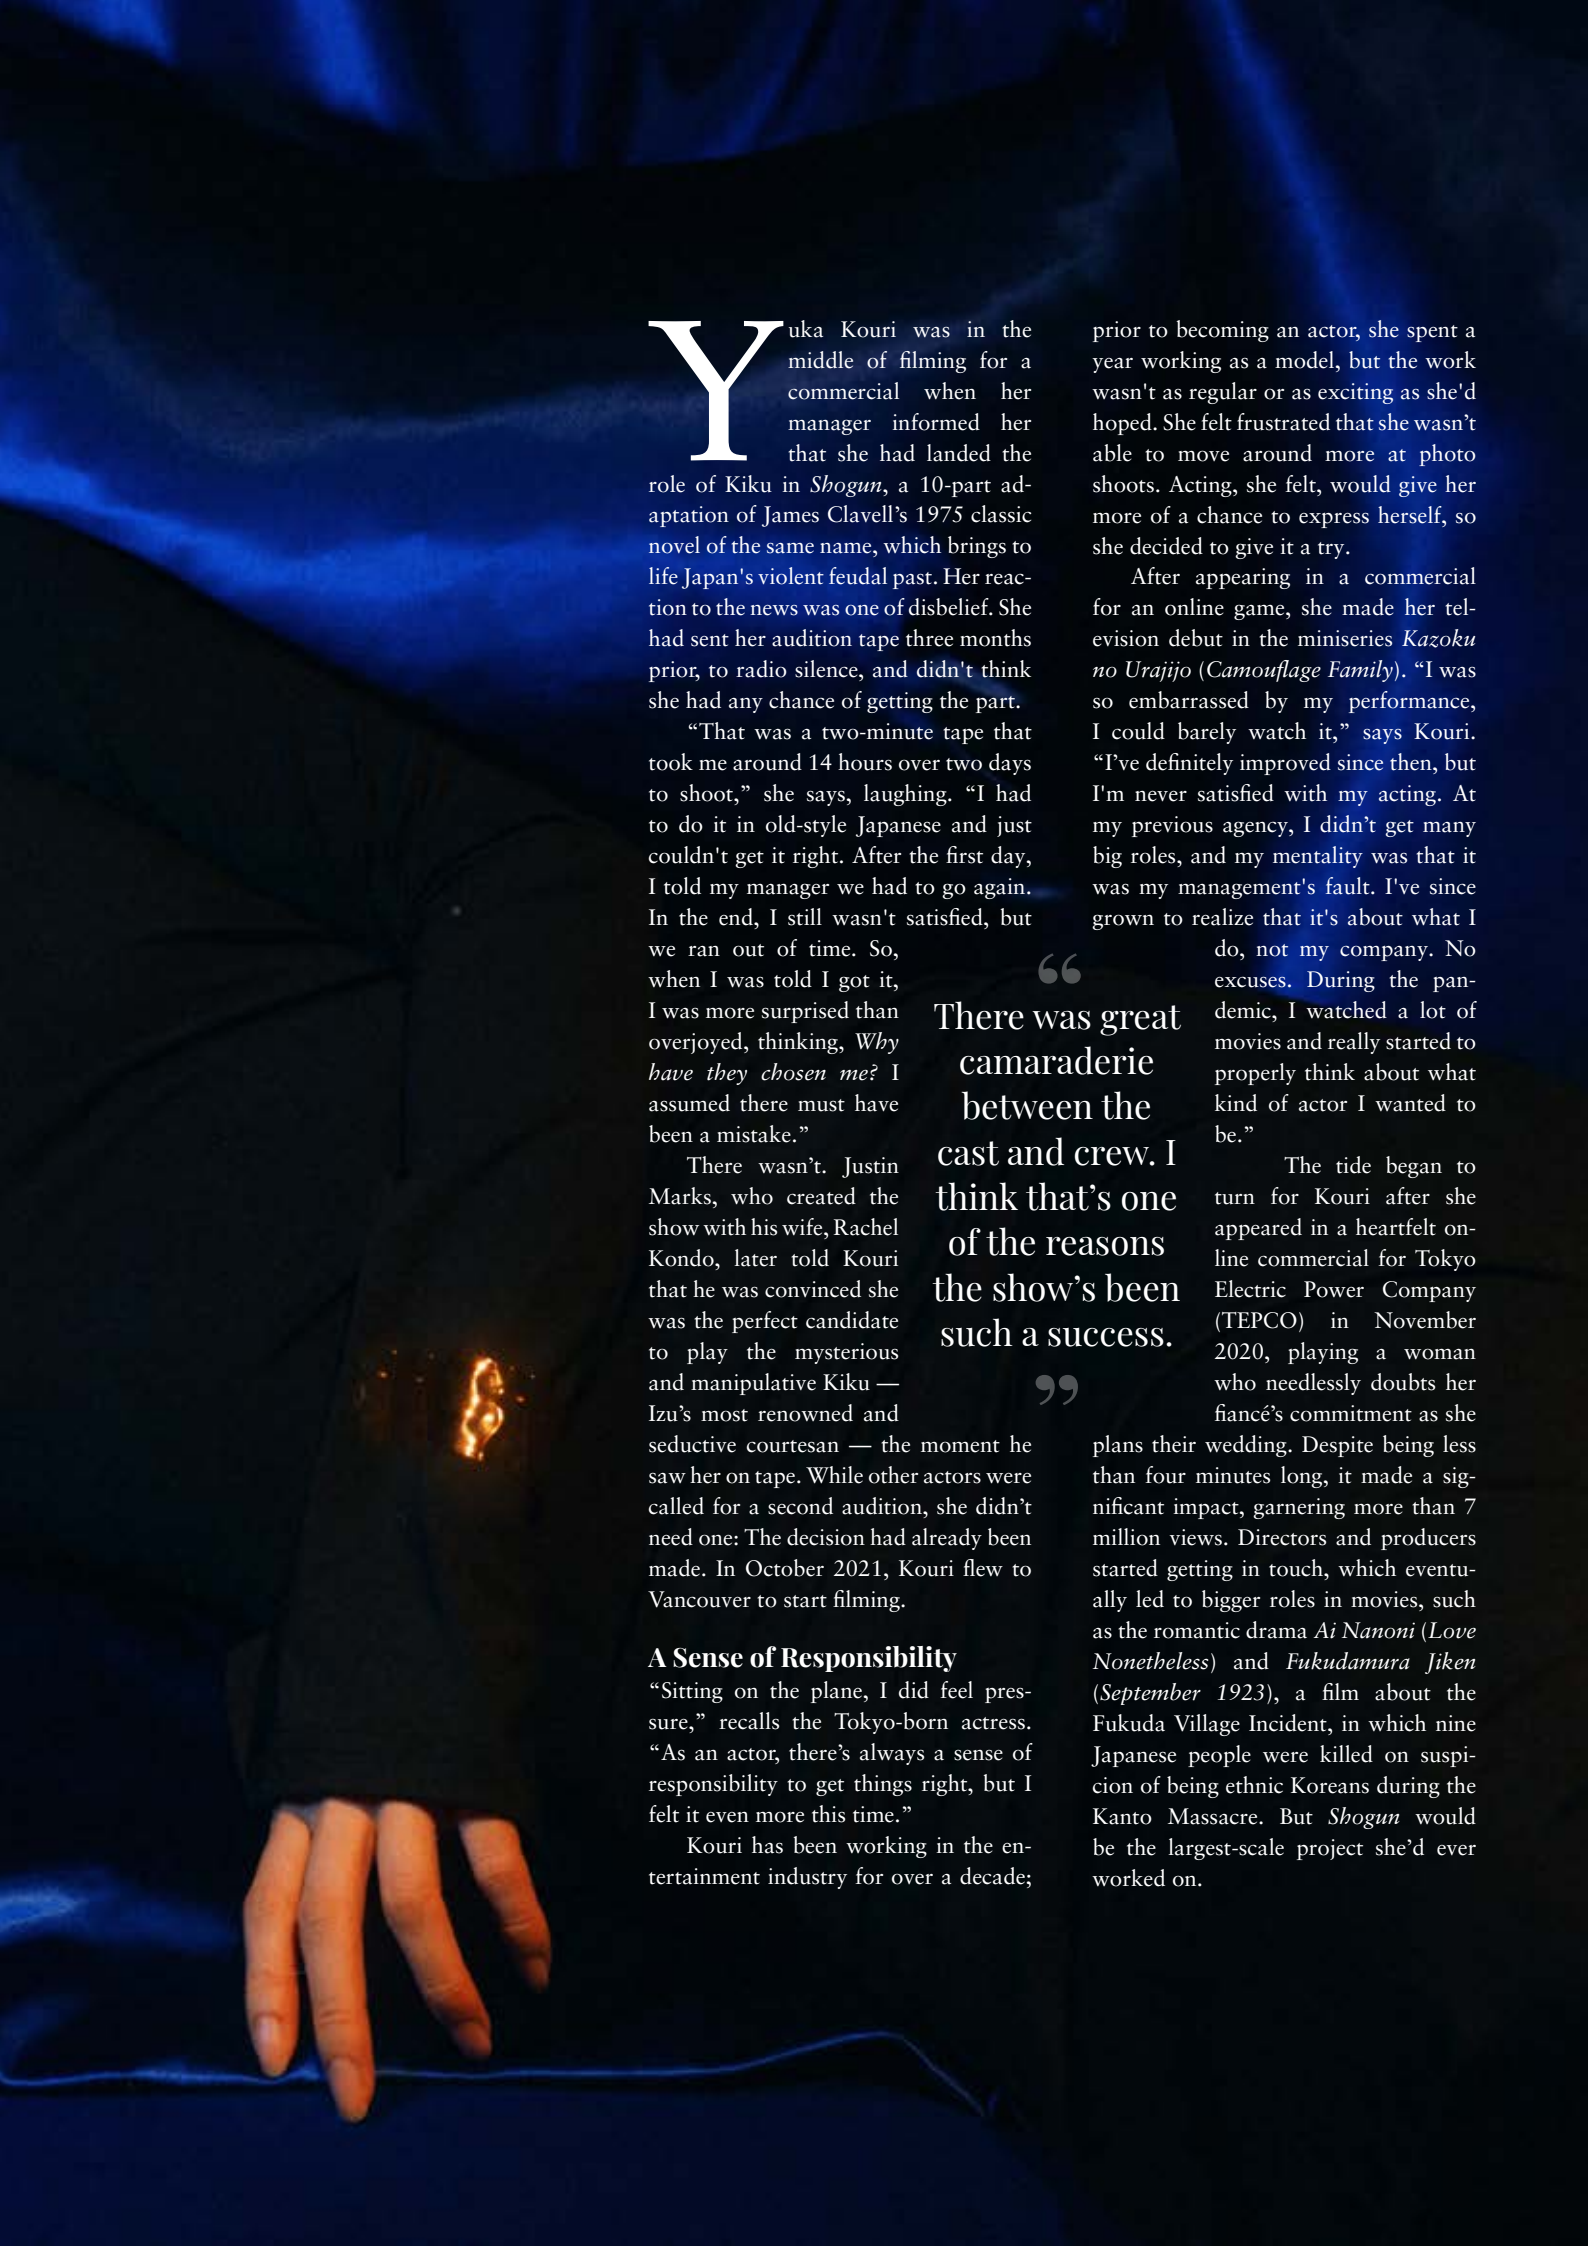 Yuka Kouri was in the
middle of filming for a
commercial when her
manager informed her
that she had landed the
role of Kiku in Shogun, a 10-part ad-
aptation of James Clavell’s 1975 classic
novel of the same name, which brings to
life Japan's violent feudal past. Her reac-
tion to the news was one of disbelief. She
had sent her audition tape three months
prior, to radio silence, and didn't think
she had any chance of getting the part.
“That was a two-minute tape that
took me around 14 hours over two days
to shoot,” she says, laughing. “I had
to do it in old-style Japanese and just
couldn't get it right. After the first day,
I told my manager we had to go again.
In the end, I still wasn't satisfied, but
we ran out of time. So,
when I was told I got it,
I was more surprised than
overjoyed, thinking, Why
have they chosen me? I
assumed there must have
been a mistake.”
There wasn’t. Justin
Marks, who created the
show with his wife, Rachel
Kondo, later told Kouri
that he was convinced she
was the perfect candidate
to play the mysterious
and manipulative Kiku —
Izu’s most renowned and
seductive courtesan — the moment he
saw her on tape. While other actors were
called for a second audition, she didn’t
need one: The decision had already been
made. In October 2021, Kouri flew to
Vancouver to start filming.
A Sense of Responsibility
“Sitting on the plane, I did feel pres-
sure,” recalls the Tokyo-born actress.
“As an actor, there’s always a sense of
responsibility to get things right, but I
felt it even more this time.”
Kouri has been working in the en-
tertainment industry for over a decade;
“
There was great
camaraderie
between the
cast and crew. I
think that’s one
of the reasons
the show’s been
such a success.
”
prior to becoming an actor, she spent a
year working as a model, but the work
wasn't as regular or as exciting as she'd
hoped. She felt frustrated that she wasn’t
able to move around more at photo
shoots. Acting, she felt, would give her
more of a chance to express herself, so
she decided to give it a try.
After appearing in a commercial
for an online game, she made her tel-
evision debut in the miniseries Kazoku
no Urajijo (Camouflage Family). “I was
so embarrassed by my performance,
I could barely watch it,” says Kouri.
“I’ve definitely improved since then, but
I'm never satisfied with my acting. At
my previous agency, I didn’t get many
big roles, and my mentality was that it
was my management's fault. I've since
grown to realize that it's about what I
do, not my company. No
excuses. During the pan-
demic, I watched a lot of
movies and really started to
properly think about what
kind of actor I wanted to
be.”
The tide began to
turn for Kouri after she
appeared in a heartfelt on-
line commercial for Tokyo
Electric Power Company
(TEPCO) in November
2020, playing a woman
who needlessly doubts her
fiancé’s commitment as she
plans their wedding. Despite being less
than four minutes long, it made a sig-
nificant impact, garnering more than 7
million views. Directors and producers
started getting in touch, which eventu-
ally led to bigger roles in movies, such
as the romantic drama Ai Nanoni (Love
Nonetheless) and Fukudamura Jiken
(September 1923), a film about the
Fukuda Village Incident, in which nine
Japanese people were killed on suspi-
cion of being ethnic Koreans during the
Kanto Massacre. But Shogun would
be the largest-scale project she’d ever
worked on.